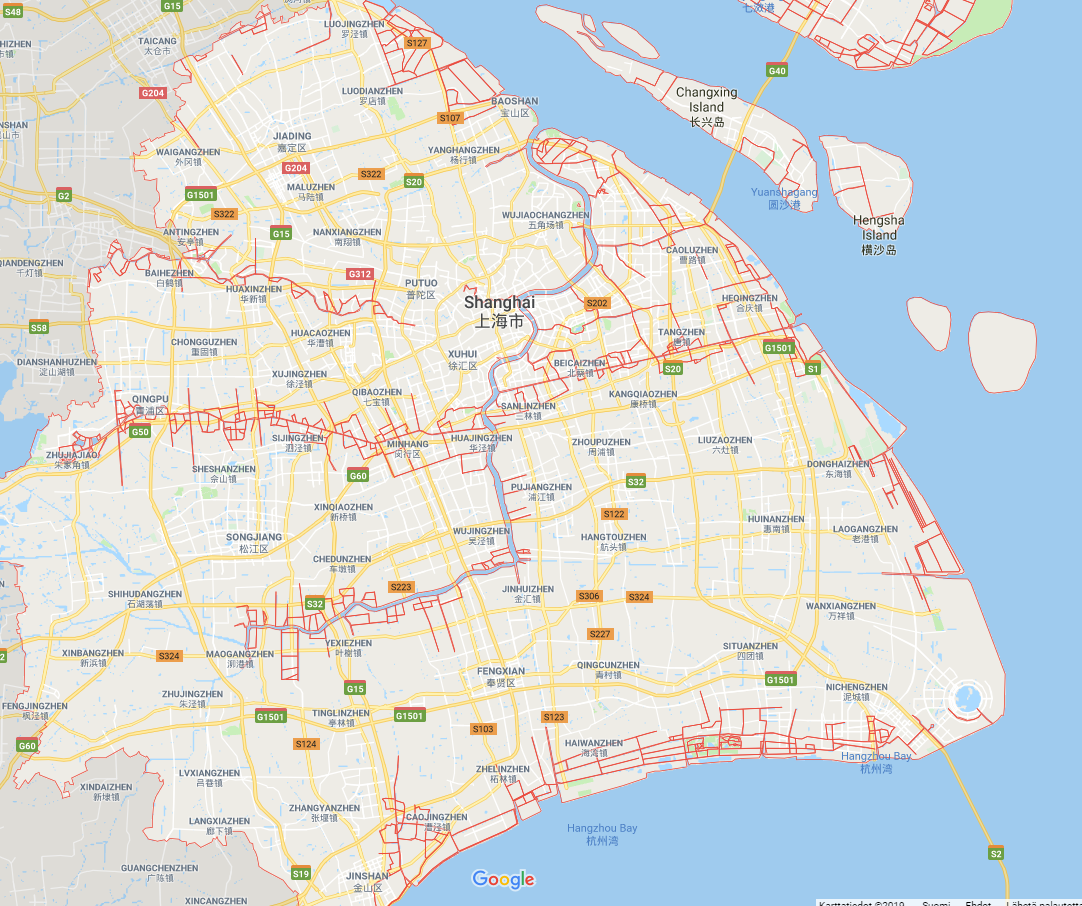 S48
G15
七滧港
LUOJINGZHEN
罗泾镇
TAICANG
太仓市
S127
G40
G204
LUODIANZHEN
罗店镇
BAOSHAN
宝山区
Changxing
Island
长兴岛
S107
JIADING
嘉定区
WAIGANGZHEN
外冈镇
YANGHANGZHEN
杨行镇
G204
S322
S20
MALUZHEN
马陆镇
G2
G1501
Yuanshagang
圆沙港
S322
WUJIAOCHANGZHEN
五角场镇
Hengsha
Island
横沙岛
ANTINGZHEN
安亭镇
G15
NANXIANGZHEN
南翔镇
CAOLUZHEN
曹路镇
QIANDENGZHEN
千灯镇
BAIHEZHEN
白鹤镇
G312
HUAXINZHEN
华新镇
PUTUO
普陀区
Shanghai
上海市
S202
HEQINGZHEN
合庆镇
S58
HUACAOZHEN
华漕镇
TANGZHEN
唐镇
CHONGGUZHEN
重固镇
G1501
DIANSHANHUZHEN
淀山湖镇
XUHUI
徐汇区
BEICAIZHEN
北蔡镇
S20
S1
XUJINGZHEN
徐泾镇
QIBAOZHEN
七宝镇
KANGQIAOZHEN
康桥镇
QINGPU
青浦区
SANLINZHEN
三林镇
G50
SIJINGZHEN
泗泾镇
MINHANG
闵行区
HUAJINGZHEN
华泾镇
ZHOUPUZHEN
周浦镇
LIUZAOZHEN
六灶镇
ZHUJIAJIAO
朱家角镇
SHESHANZHEN
佘山镇
G60
DONGHAIZHEN
东海镇
S32
PUJIANGZHEN
浦江镇
XINQIAOZHEN
新桥镇
S122
HUINANZHEN
惠南镇
WUJINGZHEN
吴泾镇
LAOGANGZHEN
老港镇
SONGJIANG
松江区
HANGTOUZHEN
航头镇
CHEDUNZHEN
车墩镇
S223
JINHUIZHEN
金汇镇
SHIHUDANGZHEN
石湖荡镇
S32
S306
S324
WANXIANGZHEN
万祥镇
S227
YEXIEZHEN
叶榭镇
XINBANGZHEN
新浜镇
S324
MAOGANGZHEN
泖港镇
SITUANZHEN
四团镇
2
FENGXIAN
奉贤区
QINGCUNZHEN
青村镇
G1501
ZHUJINGZHEN
朱泾镇
G15
NICHENGZHEN
泥城镇
FENGJINGZHEN
枫泾镇
G1501
TINGLINZHEN
亭林镇
G1501
S123
S103
G60
S124
HAIWANZHEN
海湾镇
Hangzhou Bay
杭州湾
LVXIANGZHEN
吕巷镇
ZHELINZHEN
柘林镇
XINDAIZHEN
新埭镇
ZHANGYANZHEN
张堰镇
LANGXIAZHEN
廊下镇
CAOJINGZHEN
漕泾镇
Hangzhou Bay
杭州湾
S2
GUANGCHENZHEN
广陈镇
S19
JINSHAN
金山区
Google
XINCANGZHEN
Karttatiedot ©2019 Suomi Ehdot Lähetä palautetta